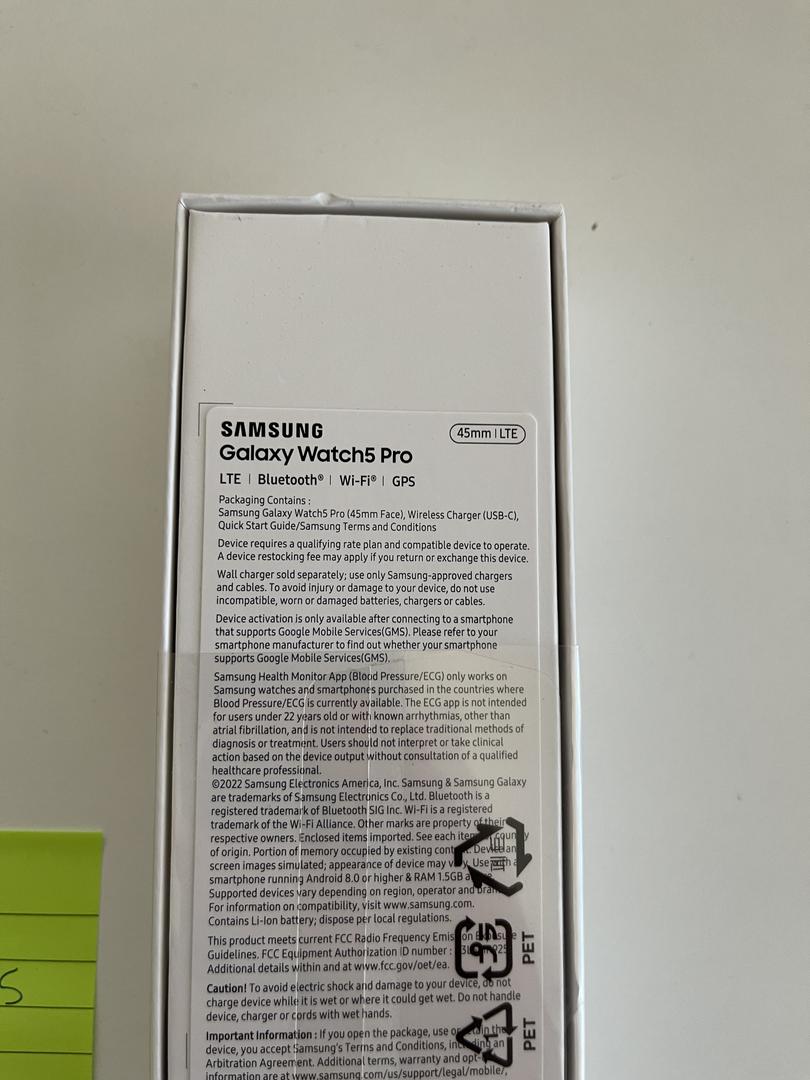 SAMSUNG
45mm | LTE
Galaxy Watch5 Pro
LTE | Bluetooth® | Wi-Fi® | GPS
Packaging Contains :
Samsung Galaxy Watch5 Pro (45mm Face), Wireless Charger (USB-C),
Quick Start Guide/Samsung Terms and Conditions
Device requires a qualifying rate plan and compatible device to operate.
A device restocking fee may apply if you return or exchange this device.
Wall charger sold separately; use only Samsung-approved chargers
and cables. To avoid injury or damage to your device, do not use
incompatible, worn or damaged batteries, chargers or cables.
Device activation is only available after connecting to a smartphone
that supports Google Mobile Services(GMS). Please refer to your
smartphone manufacturer to find out whether your smartphone
supports Google Mobile Services(GMS).
Samsung Health Monitor App (Blood Pressure/ECG) only works on
Samsung watches and smartphones purchased in the countries where
Blood Pressure/ECG is currently available. The ECG app is not intended
for users under 22 years old or with known arrhythmias, other than
atrial fibrillation, and is not intended to replace traditional methods of
diagnosis or treatment. Users should not interpret or take clinical
action based on the device output without consultation of a qualified
healthcare professional.
©2022 Samsung Electronics America, Inc. Samsung & Samsung Galaxy
are trademarks of Samsung Electronics Co., Ltd. Bluetooth is a
registered trademark of Bluetooth SIG Inc. Wi-Fi is a registered
trademark of the Wi-Fi Alliance. Other marks are property of their
respective owners. Enclosed items imported. See each item
of origin. Portion of memory occupied by existing Device
screen images simulated; appearance of device may vary. Use
smartphone running Android 8.0 or higher & RAM 1.5GB
Supported devices vary depending on region, operator and
For information on compatibility, visit www.samsung.com.
Contains Li-Ion battery; dispose per local regulations.
This product meets current FCC Radio Frequency
Guidelines. FCC Equipment Authorization ID number :
Additional details within and at www.fcc.gov/oet/ea.
Caution! To avoid electric shock and damage to your device, do not
charge device while it is wet or where it could get wet. Do not handle
device, charger or cords with wet hands.
Important Information : If you open the package, use or the
device, you accept Samsung's Terms and Conditions, an
Arbitration Agreement. Additional terms, warranty and
information are at www.samsung.com/us/support/legal/mobile/,
PET
PET
S